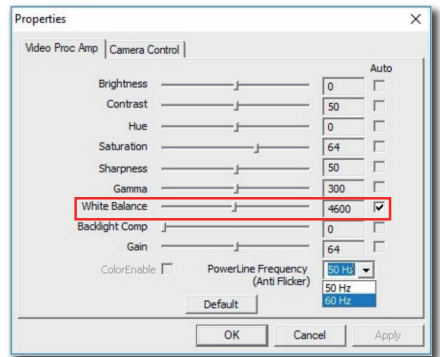 Properties
Video Proc Amp Camera Control
Auto
Brightness 0
Contrast 50
Hue 0
Saturation 64
Sharpness 50
Gamma 300
White Balance 4600
Backlight Comp 0
Gain 64
ColorEnable PowerLine Frequency 50 Hz
(Anti Flicker) 50 Hz
60 Hz
Default
OK Cancel Apply